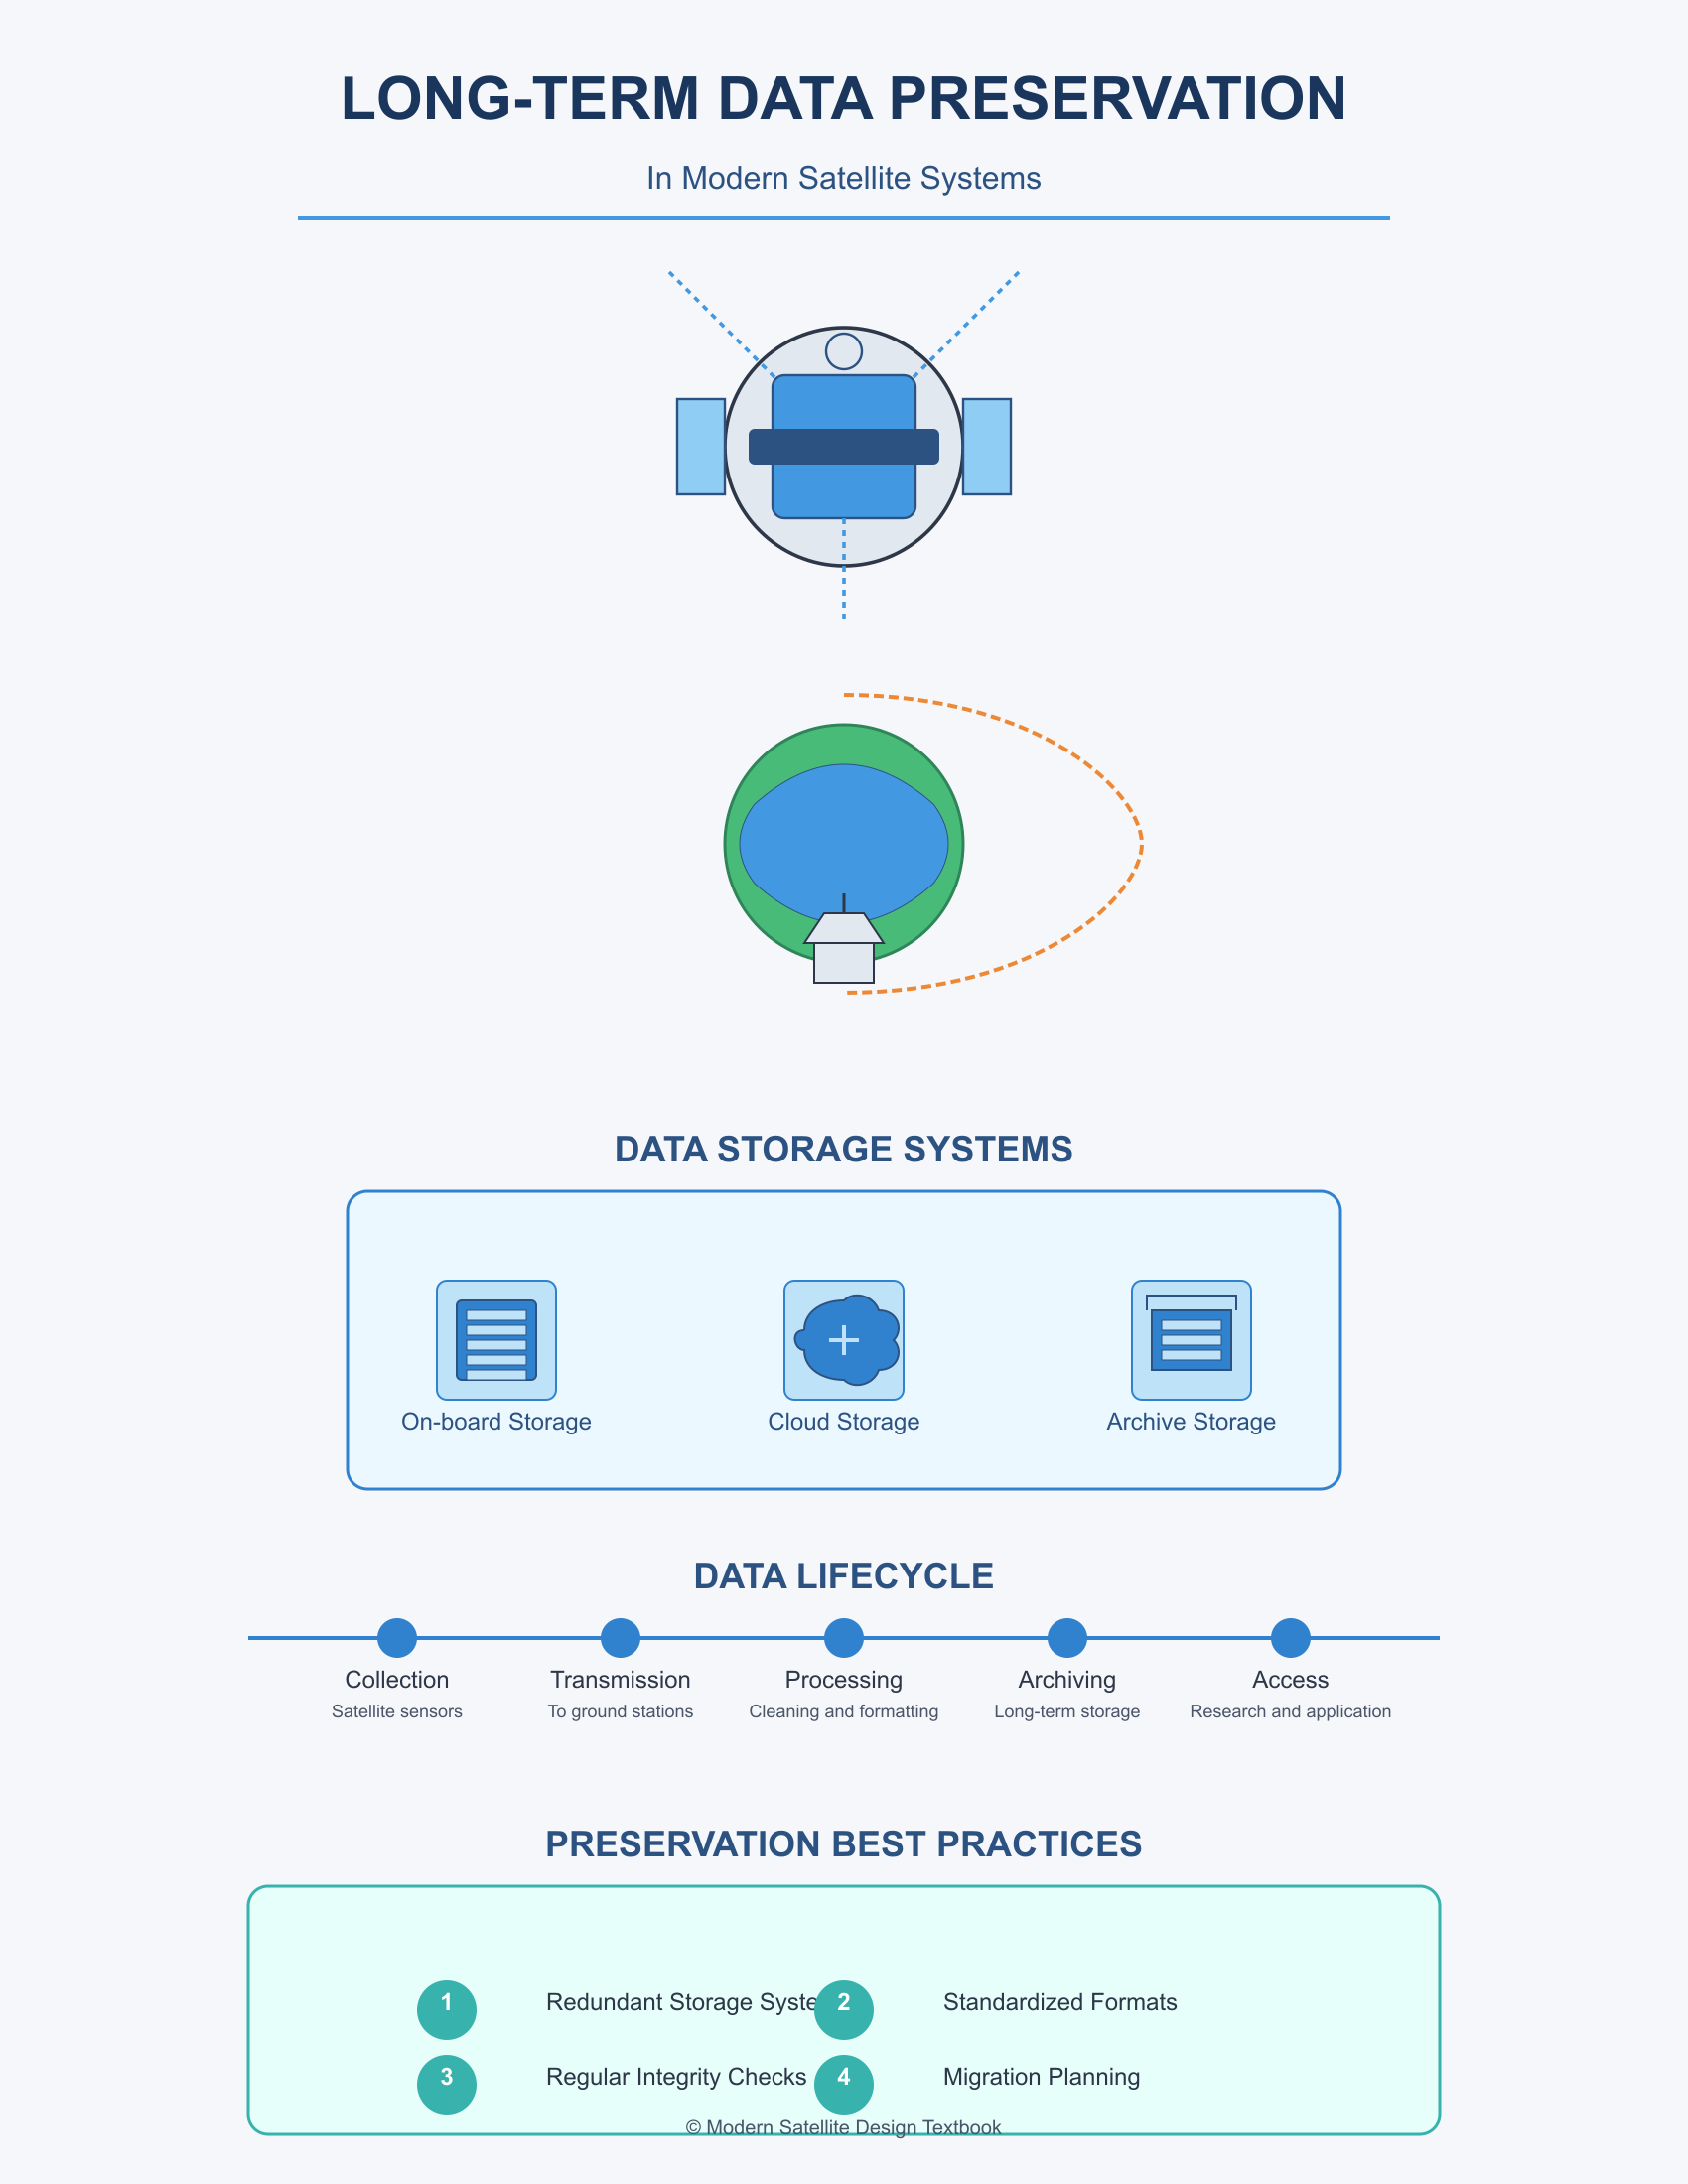 LONG-TERM DATA PRESERVATION
In Modern Satellite Systems
DATA STORAGE SYSTEMS
On-board Storage
Cloud Storage
Archive Storage
DATA LIFECYCLE
Collection
Satellite sensors
Transmission
To ground stations
Processing
Cleaning and formatting
Archiving
Long-term storage
Access
Research and application
PRESERVATION BEST PRACTICES
1 Redundant Storage
2 Standardized Formats
3 Regular Integrity Checks
4 Migration Planning
© Modern Satellite Design Textbook